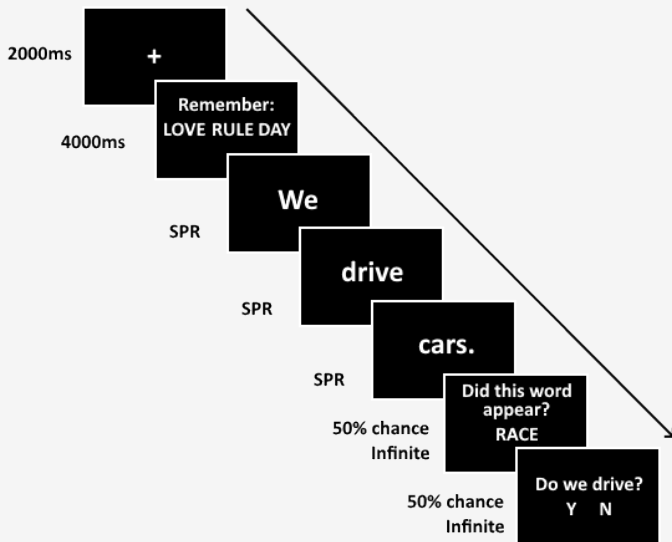 2000ms
+
Remember:
LOVE RULE DAY
4000ms
We
SPR
drive
SPR
cars.
SPR
Did this word
appear?
RACE
50% chance
Infinite
Do we drive?
Y N
50% chance
Infinite